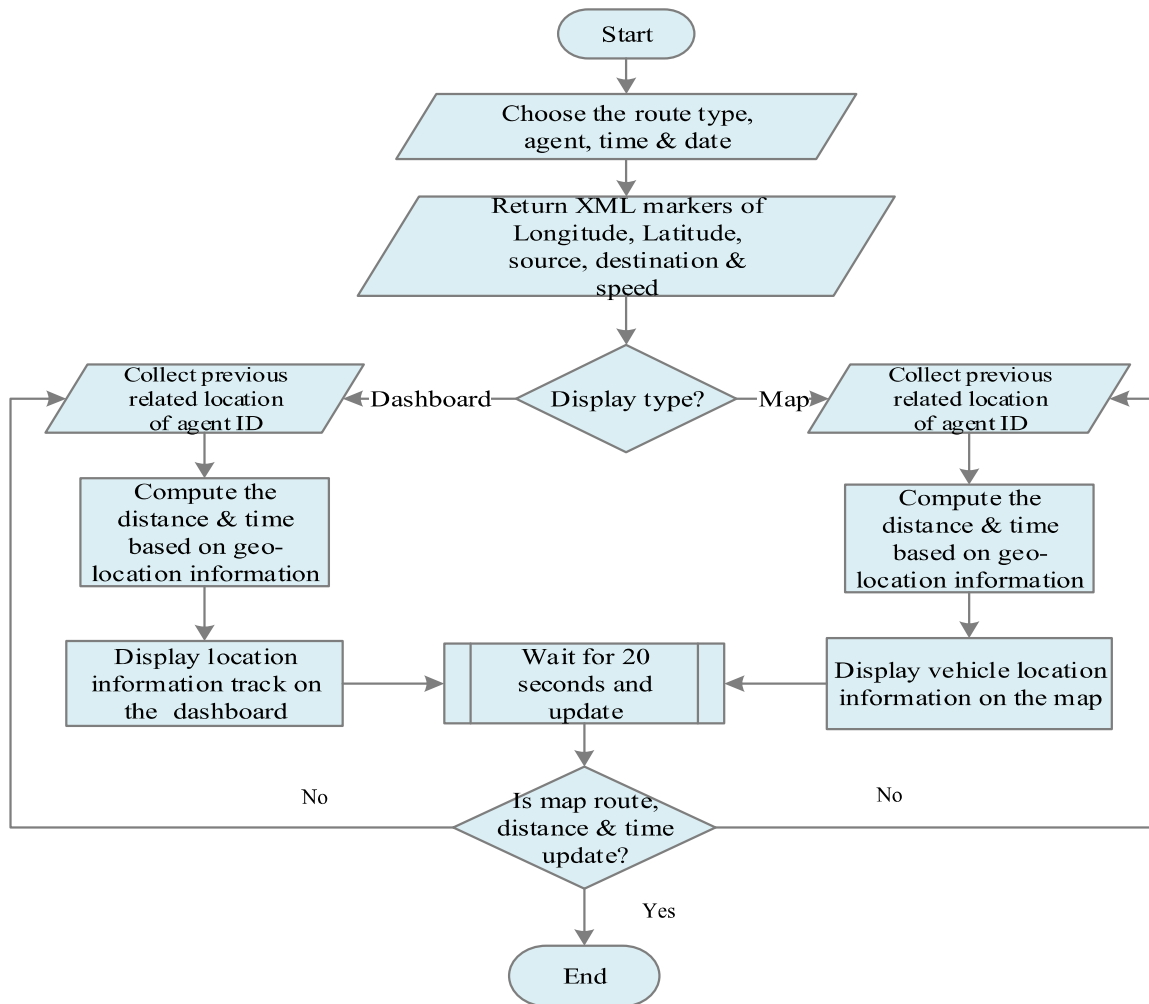 Start
Choose the route type,
agent, time & date
Return XML markers of
Longitude, Latitude,
source, destination &
speed
Display type?
Dashboard
Map
Collect previous
related location
of agent ID
Compute the
distance & time
based on geo-
location information
Display location
information track on
the dashboard
Collect previous
related location
of agent ID
Compute the
distance & time
based on geo-
location information
Display vehicle location
information on the map
Wait for 20
seconds and
update
Is map route,
distance & time
update?
No
No
Yes
End